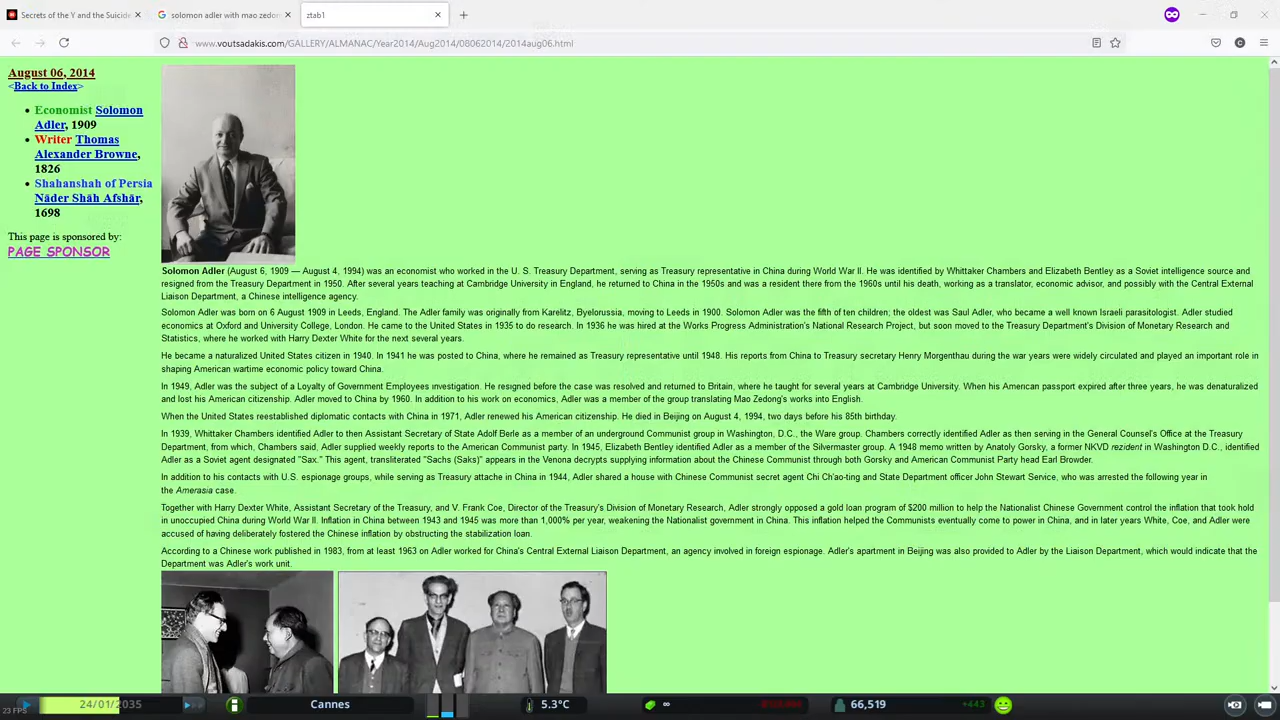 Secrets of the Y and the Suicide
solomon adler with mao zedon
ztab1
www.voutsadakis.com/GALLERY/ALMANAC/Year2014/Aug2014/08062014/2014aug06.html
August 06, 2014
<Back to Index>
Economist Solomon
Adler, 1909
Writer Thomas
Alexander Browne,
1826
Shahanshah of Persia
Nāder Shāh Afshār,
1698
This page is sponsored by:
PAGE SPONSOR
Solomon Adler (August 6, 1909 — August 4, 1994) was an economist who worked in the U. S. Treasury Department, serving as Treasury representative in China during World War II. He was identified by Whittaker Chambers and Elizabeth Bentley as a Soviet intelligence source and
resigned from the Treasury Department in 1950. After several years teaching at Cambridge University in England, he returned to China in the 1950s and was a resident there from the 1960s until his death, working as a translator, economic advisor, and possibly with the Central External
Liaison Department, a Chinese intelligence agency.
Solomon Adler was born on 6 August 1909 in Leeds, England. The Adler family was originally from Karelitz, Byelorussia, moving to Leeds in 1900. Solomon Adler was the fifth of ten children; the oldest was Saul Adler, who became a well known Israeli parasitologist. Adler studied
economics at Oxford and University College, London. He came to the United States in 1935 to do research. In 1936 he was hired at the Works Progress Administration's National Research Project, but soon moved to the Treasury Department's Division of Monetary Research and
Statistics, where he worked with Harry Dexter White for the next several years.
He became a naturalized United States citizen in 1940. In 1941 he was posted to China, where he remained as Treasury representative until 1948. His reports from China to Treasury secretary Henry Morgenthau during the war years were widely circulated and played an important role in
shaping American wartime economic policy toward China.
In 1949, Adler was the subject of a Loyalty of Government Employees investigation. He resigned before the case was resolved and returned to Britain, where he taught for several years at Cambridge University. When his American passport expired after three years, he was denaturalized
and lost his American citizenship. Adler moved to China by 1960. In addition to his work on economics, Adler was a member of the group translating Mao Zedong's works into English.
When the United States reestablished diplomatic contacts with China in 1971, Adler renewed his American citizenship. He died in Beijing on August 4, 1994, two days before his 85th birthday.
In 1939, Whittaker Chambers identified Adler to then Assistant Secretary of State Adolf Berle as a member of an underground Communist group in Washington, D.C., the Ware group. Chambers correctly identified Adler as then serving in the General Counsel's Office at the Treasury
Department, from which, Chambers said, Adler supplied weekly reports to the American Communist party. In 1945, Elizabeth Bentley identified Adler as a member of the Silvermaster group. A 1948 memo written by Anatoly Gorsky, a former NKVD rezident in Washington D.C., identified
Adler as a Soviet agent designated "Sax." This agent, transliterated "Sachs (Saks)" appears in the Venona decrypts supplying information about the Chinese Communist through both Gorsky and American Communist Party head Earl Browder.
In addition to his contacts with U.S. espionage groups, while serving as Treasury attache in China in 1944, Adler shared a house with Chinese Communist secret agent Chi Ch'ao-ting and State Department officer John Stewart Service, who was arrested the following year in
the Amerasia case.
Together with Harry Dexter White, Assistant Secretary of the Treasury, and V. Frank Coe, Director of the Treasury's Division of Monetary Research, Adler strongly opposed a gold loan program of $200 million to help the Nationalist Chinese Government control the inflation that took hold
in unoccupied China during World War II. Inflation in China between 1943 and 1945 was more than 1,000% per year, weakening the Nationalist government in China. This inflation helped the Communists eventually come to power in China, and in later years White, Coe, and Adler were
accused of having deliberately fostered the Chinese inflation by obstructing the stabilization loan.
According to a Chinese work published in 1983, from at least 1963 on Adler worked for China's Central External Liaison Department, an agency involved in foreign espionage. Adler's apartment in Beijing was also provided to Adler by the Liaison Department, which would indicate that the
Department was Adler's work unit.
23 FPS
24/01/2035
Cannes
5.3°C
∞
66,519
+443